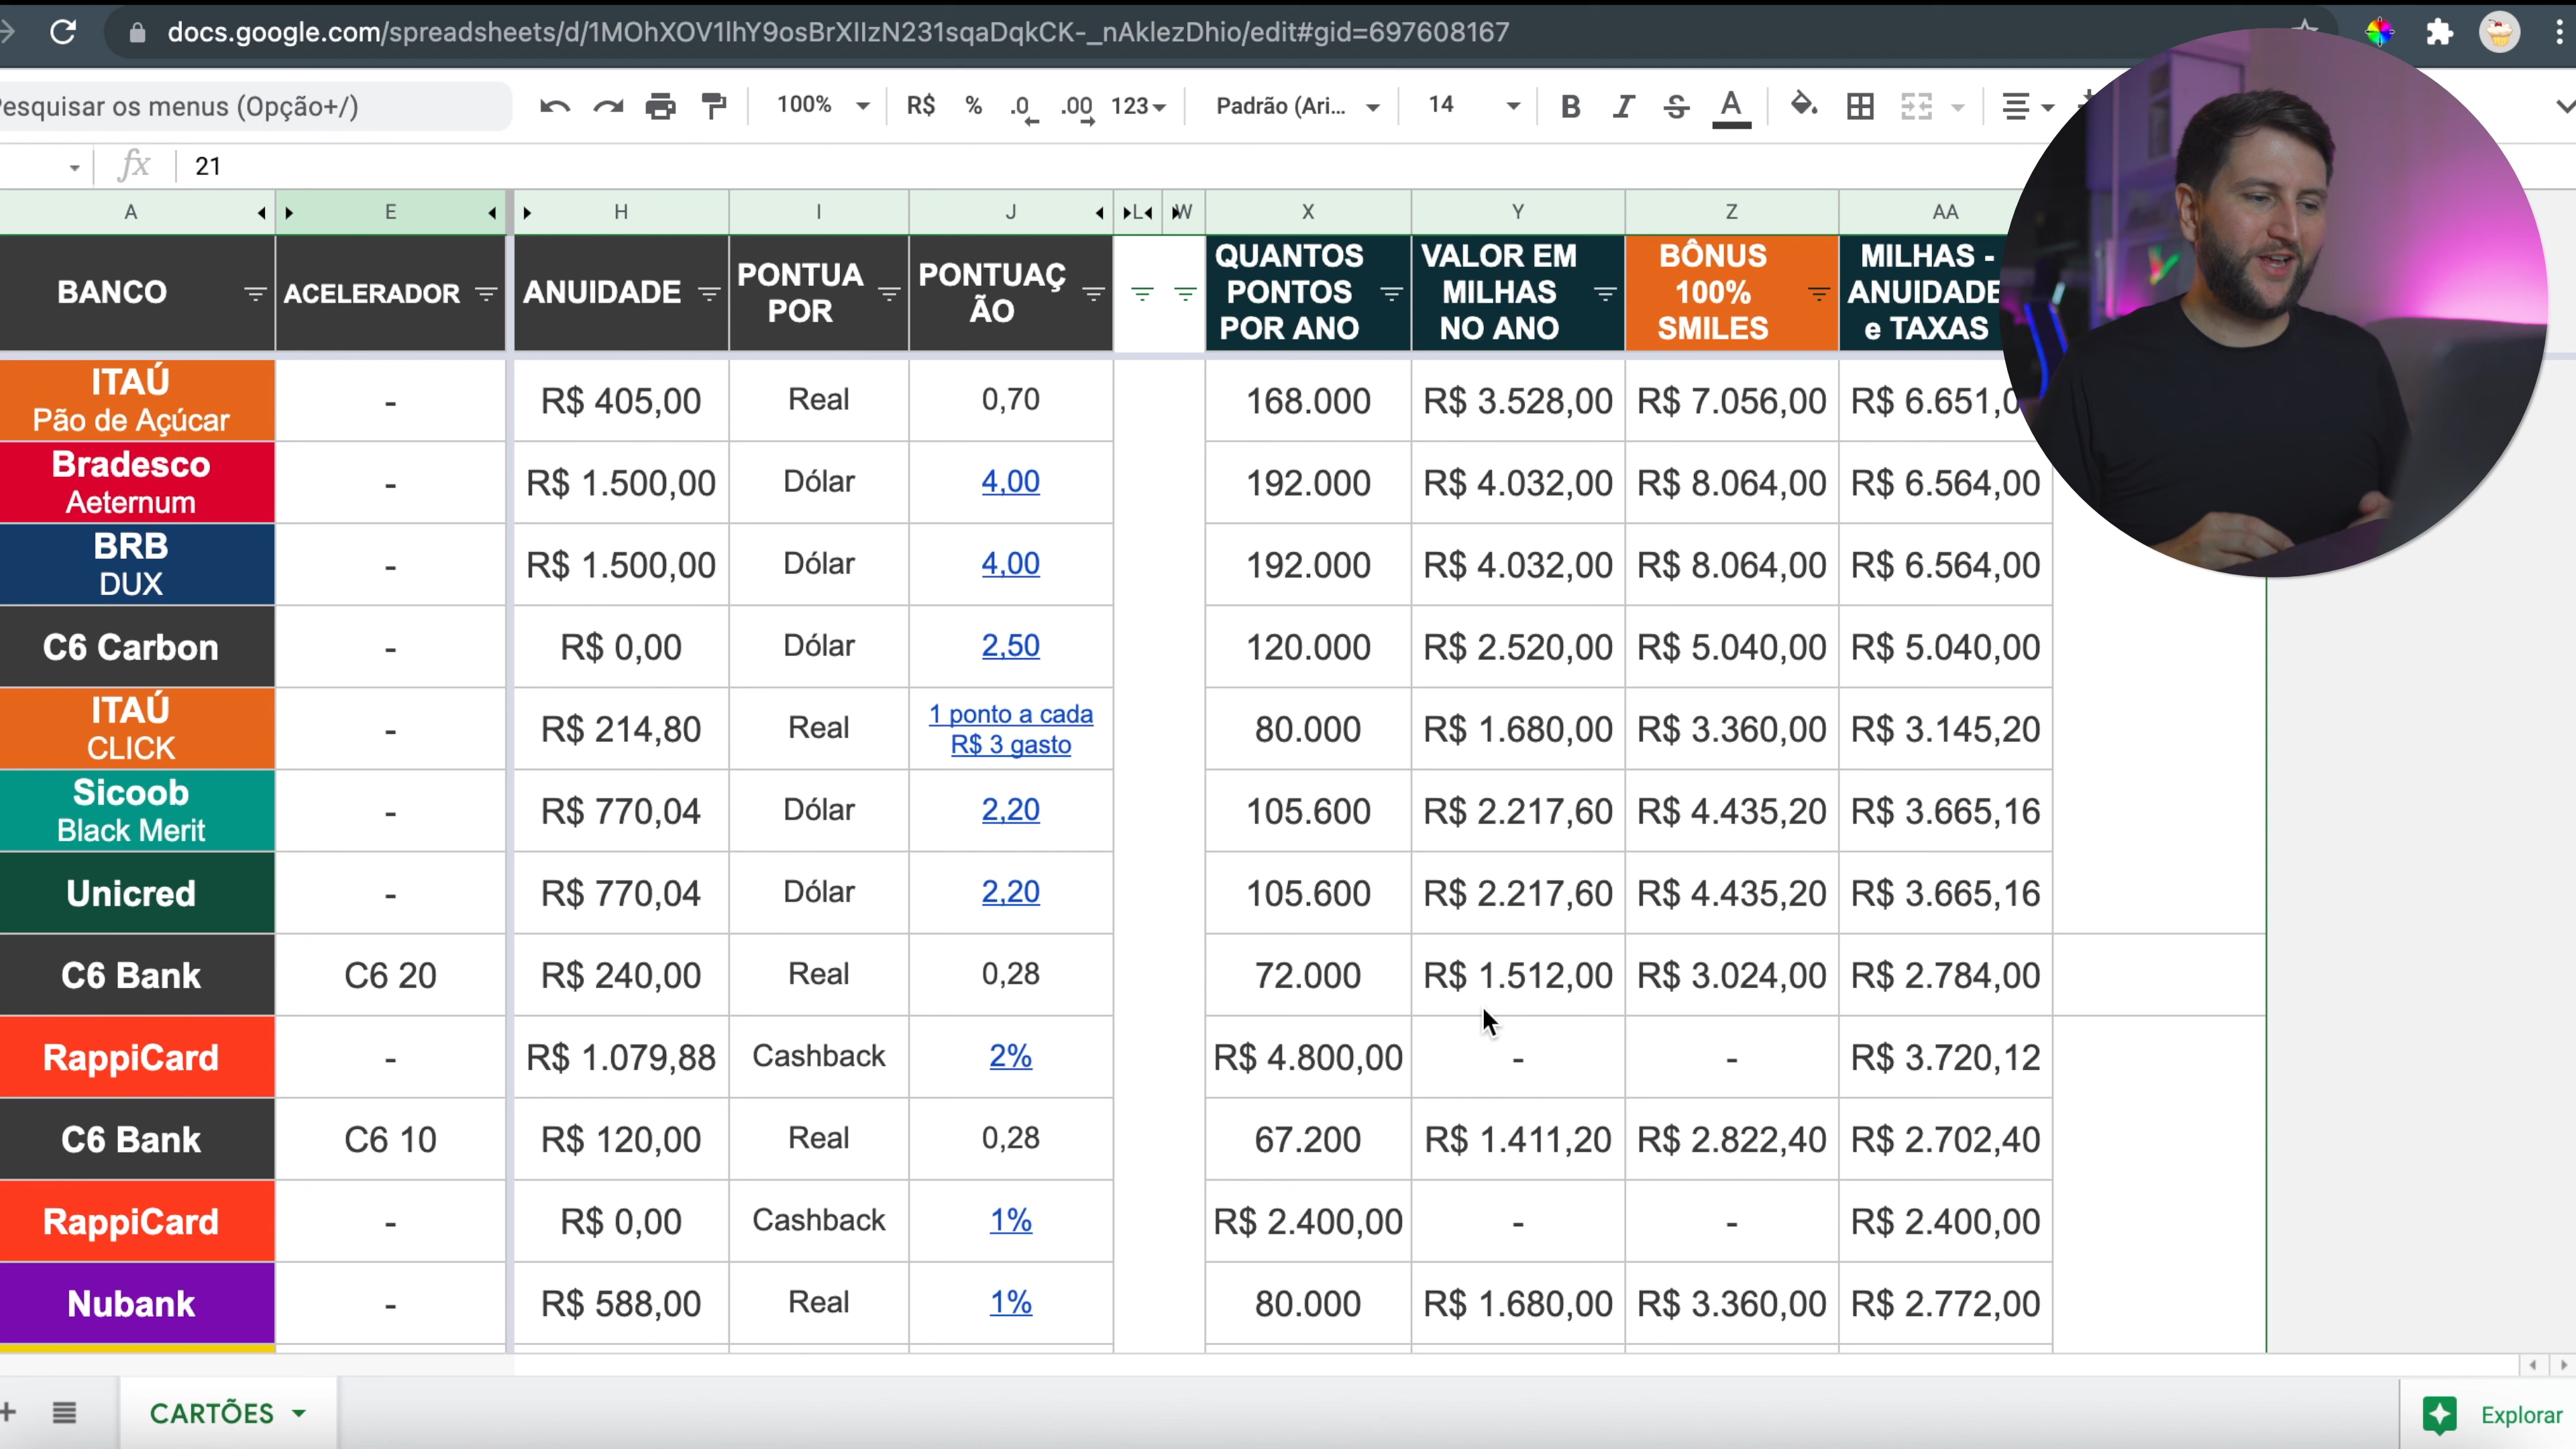 docs.google.com/spreadsheets/d/1MOhXOV1lhY9osBrXIIzN231sqaDqkCK-_nAklezDhio/edit#gid=697608167
esquisar os menus (Opção+/) 100% R$ % .0 .00 123 Padrão (Ari... 14 B I S A
fx 21
A E H I J L W X Y Z AA
BANCO ACELERADOR ANUIDADE PONTUA POR PONTUAÇÃO QUANTOS PONTOS POR ANO VALOR EM MILHAS NO ANO BÔNUS 100% SMILES MILHAS - ANUIDADE e TAXAS
ITAÚ Pão de Açúcar - R$ 405,00 Real 0,70 168.000 R$ 3.528,00 R$ 7.056,00 R$ 6.651,0
Bradesco Aeternum - R$ 1.500,00 Dólar 4,00 192.000 R$ 4.032,00 R$ 8.064,00 R$ 6.564,00
BRB DUX - R$ 1.500,00 Dólar 4,00 192.000 R$ 4.032,00 R$ 8.064,00 R$ 6.564,00
C6 Carbon - R$ 0,00 Dólar 2,50 120.000 R$ 2.520,00 R$ 5.040,00 R$ 5.040,00
ITAÚ CLICK - R$ 214,80 Real 1 ponto a cada R$ 3 gasto 80.000 R$ 1.680,00 R$ 3.360,00 R$ 3.145,20
Sicoob Black Merit - R$ 770,04 Dólar 2,20 105.600 R$ 2.217,60 R$ 4.435,20 R$ 3.665,16
Unicred - R$ 770,04 Dólar 2,20 105.600 R$ 2.217,60 R$ 4.435,20 R$ 3.665,16
C6 Bank C6 20 R$ 240,00 Real 0,28 72.000 R$ 1.512,00 R$ 3.024,00 R$ 2.784,00
RappiCard - R$ 1.079,88 Cashback 2% R$ 4.800,00 - - R$ 3.720,12
C6 Bank C6 10 R$ 120,00 Real 0,28 67.200 R$ 1.411,20 R$ 2.822,40 R$ 2.702,40
RappiCard - R$ 0,00 Cashback 1% R$ 2.400,00 - - R$ 2.400,00
Nubank - R$ 588,00 Real 1% 80.000 R$ 1.680,00 R$ 3.360,00 R$ 2.772,00
CARTÕES Explorar